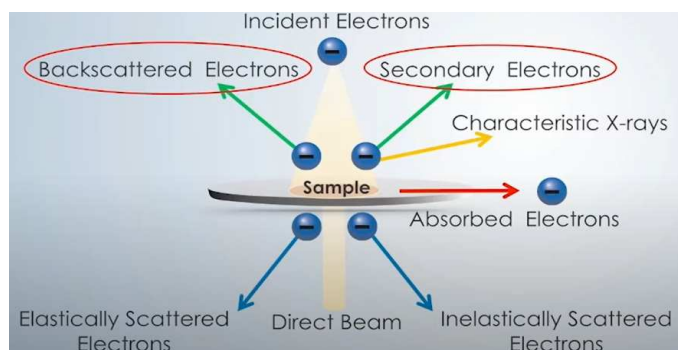 Incident Electrons
Backscattered Electrons
Secondary Electrons
Characteristic X-rays
Sample
Absorbed Electrons
Elastically Scattered
Electrons
Direct Beam
Inelastically Scattered
Electrons